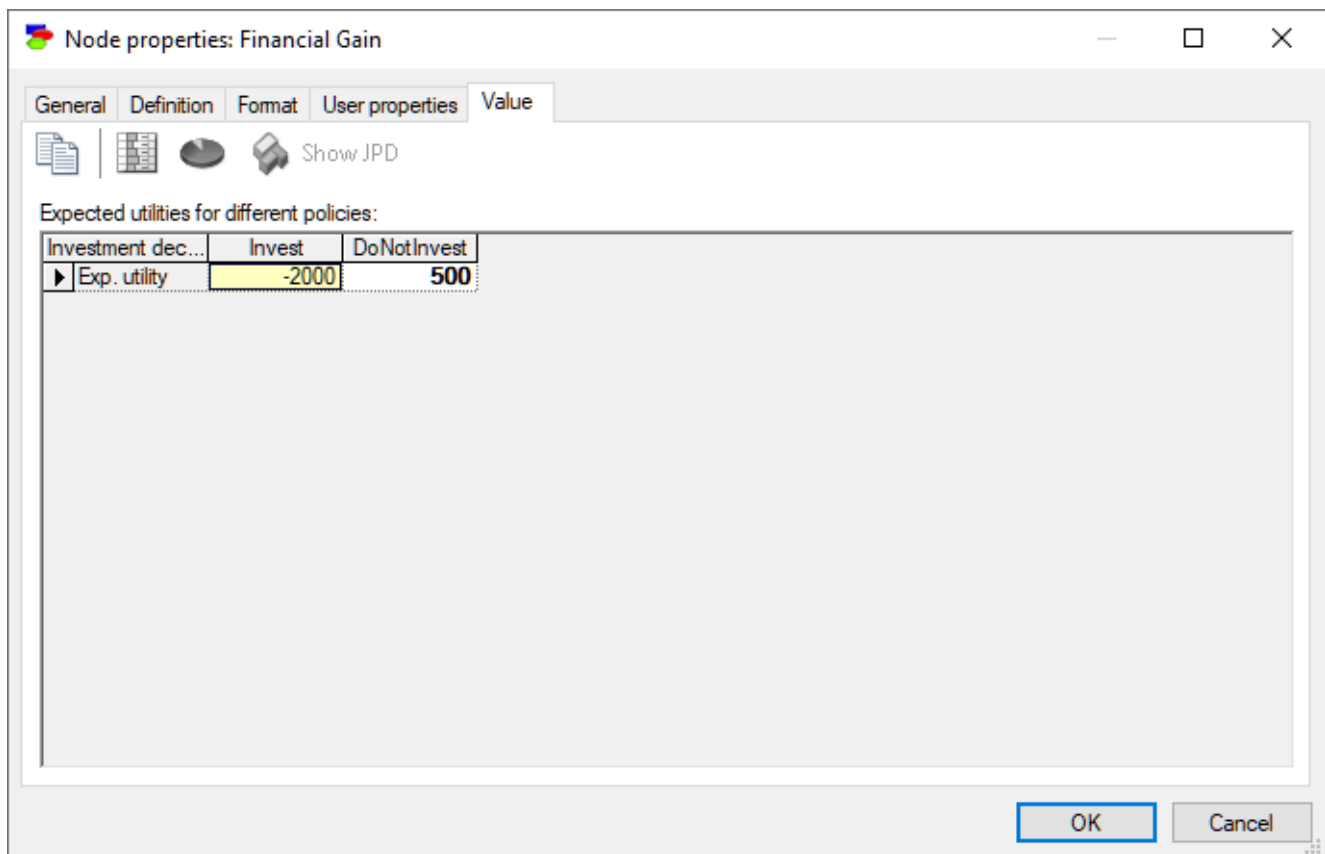 Node properties: Financial Gain
General Definition Format User properties Value
Show JPD
Expected utilities for different policies:
Investment dec... Invest DoNotInvest
Exp. utility -2000 500
OK Cancel